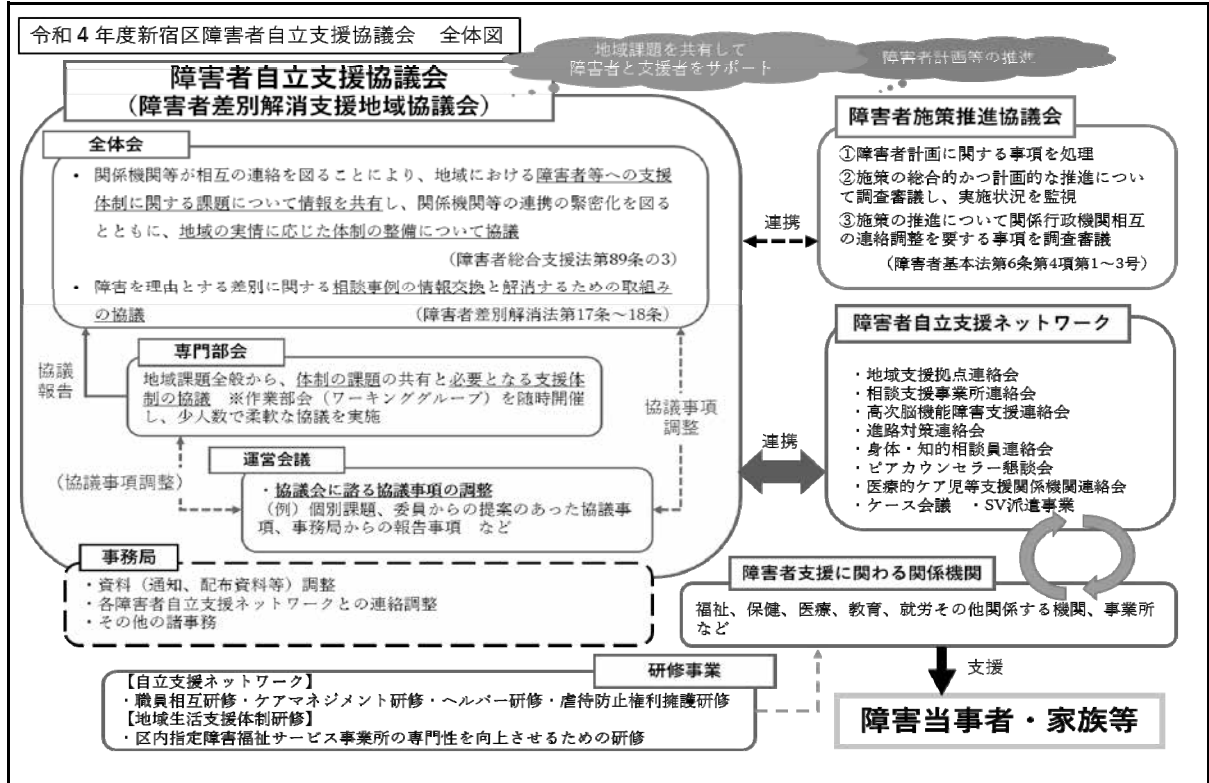 令和4年度新宿区障害者自立支援協議会　全体図
地域課題を共有して
障害者と支援者をサポート
障害者計画等の推進
障害者自立支援協議会
（障害者差別解消支援地域協議会）
全体会
・ 関係機関等が相互の連絡を図ることにより、地域における障害者等への支援
体制に関する課題について情報を共有し、関係機関等の連携の緊密化を図る
とともに、地域の実情に応じた体制の整備について協議
（障害者総合支援法第89条の3）
・ 障害を理由とする差別に関する相談事例の情報交換と解消するための取組み
の協議　（障害者差別解消法第17条～18条）
協議
報告
専門部会
地域課題全般から、体制の課題の共有と必要となる支援体
制の協議　※作業部会（ワーキンググループ）を随時開催
し、少人数で柔軟な協議を実施
協議事項
調整
（協議事項調整）
運営会議
・協議会に諮る協議事項の調整
（例）個別課題、委員からの提案のあった協議事
項、事務局からの報告事項　など
事務局
・資料（通知、配布資料等）調整
・各障害者自立支援ネットワークとの連絡調整
・その他の諸事務
連携
障害者施策推進協議会
①障害者計画に関する事項を処理
②施策の総合的かつ計画的な推進につい
て調査審議し、実施状況を監視
③施策の推進について関係行政機関相互
の連絡調整を要する事項を調査審議
（障害者基本法第6条第4項第1～3号）
連携
障害者自立支援ネットワーク
・地域支援拠点連絡会
・相談支援事業所連絡会
・高次脳機能障害支援連絡会
・進路対策連絡会
・身体・知的相談員連絡会
・ピアカウンセラー懇談会
・医療的ケア児等支援関係機関連絡会
・ケース会議　・SV派遣事業
障害者支援に関わる関係機関
福祉、保健、医療、教育、就労その他関係する機関、事業所
など
支援
障害当事者・家族等
研修事業
【自立支援ネットワーク】
・職員相互研修・ケアマネジメント研修・ヘルパー研修・虐待防止権利擁護研修
【地域生活支援体制研修】
・区内指定障害福祉サービス事業所の専門性を向上させるための研修